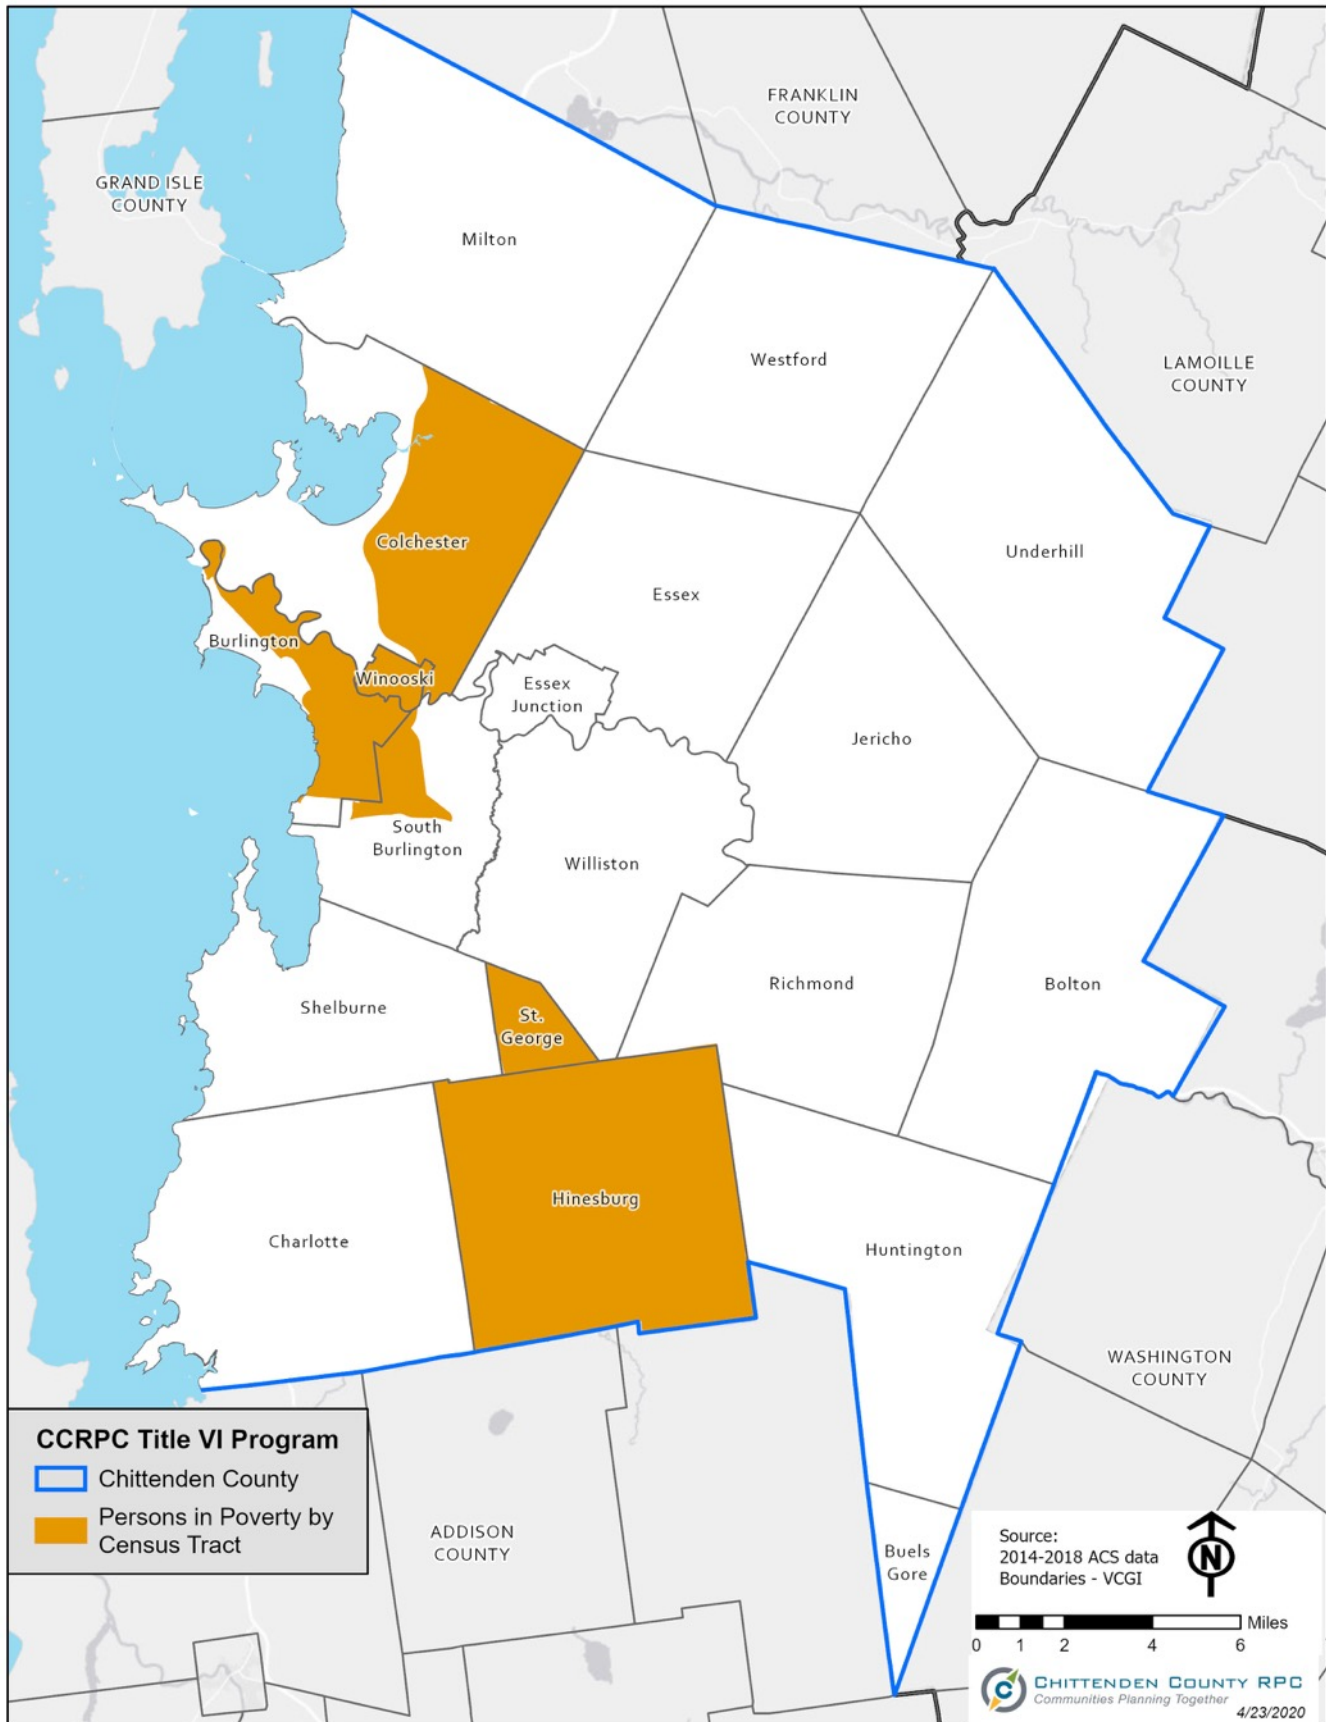 FRANKLIN
COUNTY
GRAND ISLE
COUNTY
Milton
Westford
LAMOILLE
COUNTY
Colchester
Underhill
Essex
Burlington
Winooski
Essex
Junction
Jericho
South
Burlington
Williston
Richmond
Bolton
Shelburne
St.
George
Hinesburg
Charlotte
Huntington
WASHINGTON
COUNTY
CCRPC Title VI Program
Chittenden County
Persons in Poverty by
Census Tract
ADDISON
COUNTY
Buels
Gore
Source:
2014-2018 ACS data
Boundaries - VCGI
N
Miles
0 1 2 4 6
C
CHITTENDEN COUNTY RPC
Communities Planning Together
4/23/2020